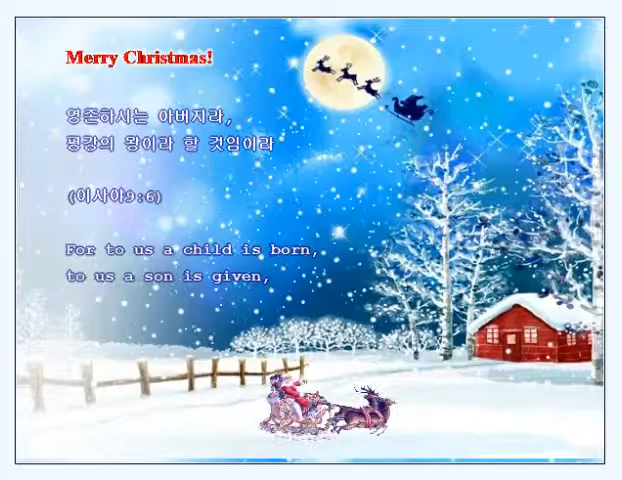 Merry Christmas!
영존하시는 아버지라,
평강의 왕이라 할 것임이라
(이사야9:6)
For to us a child is born,
to us a son is given,